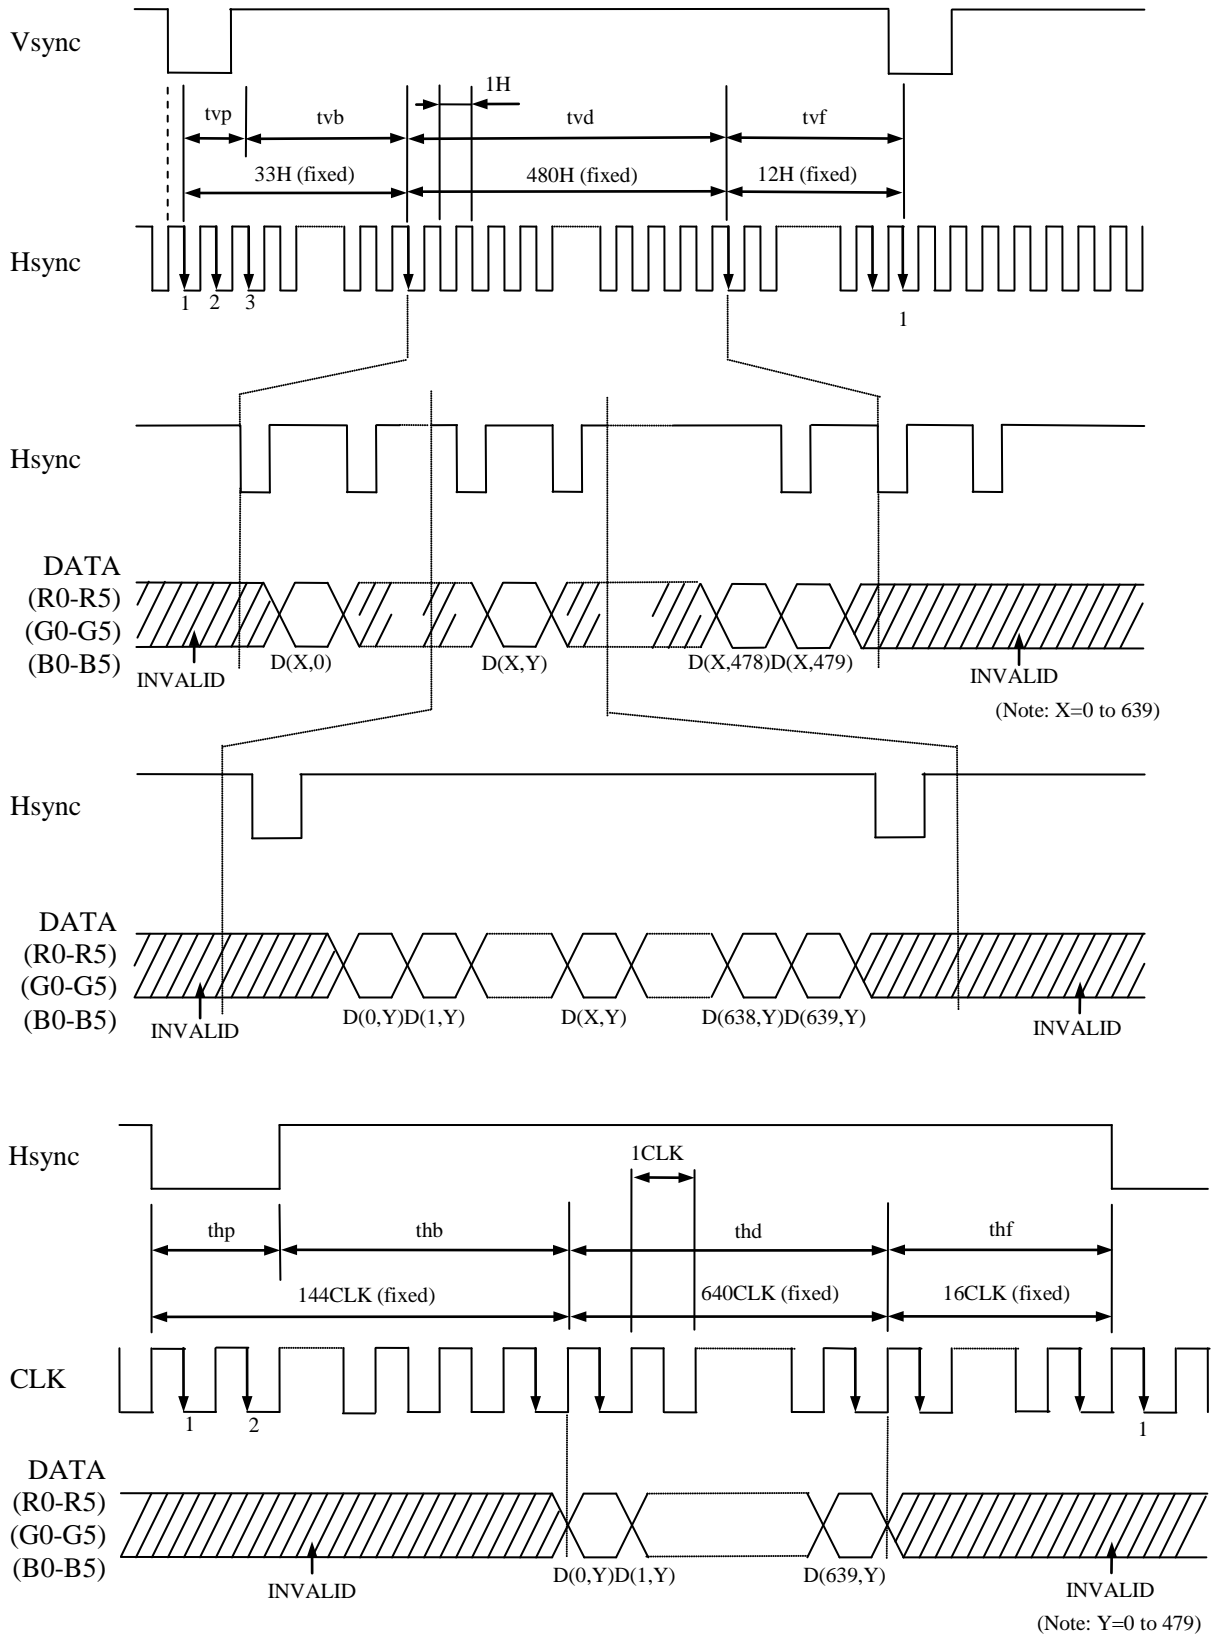 Vsync
1H
tvp
tvb
tvd
tvf
33H (fixed)
480H (fixed)
12H (fixed)
Hsync
1
2
3
1
Hsync
DATA
(R0-R5)
(G0-G5)
(B0-B5)
D(X,0)
D(X,Y)
D(X,478)D(X,479)
INVALID
INVALID
(Note: X=0 to 639)
Hsync
DATA
(R0-R5)
(G0-G5)
(B0-B5)
D(0,Y)D(1,Y)
D(X,Y)
D(638,Y)D(639,Y)
INVALID
INVALID
Hsync
1CLK
thp
thb
thd
thf
144CLK (fixed)
640CLK (fixed)
16CLK (fixed)
CLK
1
2
1
DATA
(R0-R5)
(G0-G5)
(B0-B5)
D(0,Y)D(1,Y)
D(639,Y)
INVALID
INVALID
(Note: Y=0 to 479)